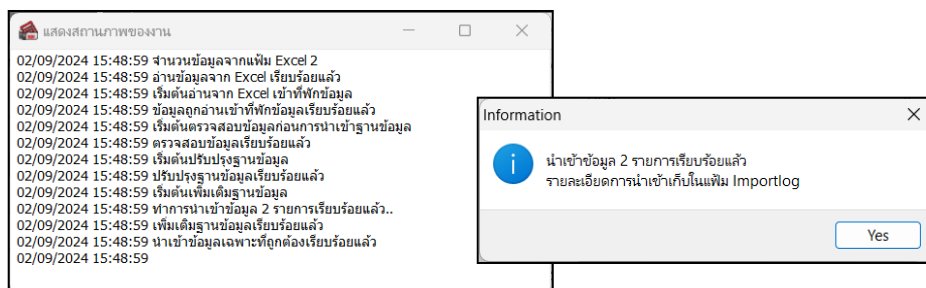 แสดงสถานภาพของงาน
02/09/2024 15:48:59 จำนวนข้อมูลจากแฟ้ม Excel 2
02/09/2024 15:48:59 อ่านข้อมูลจาก Excel เรียบร้อยแล้ว
02/09/2024 15:48:59 เริ่มต้นอ่านจาก Excel เข้าที่พักข้อมูล
02/09/2024 15:48:59 ข้อมูลถูกอ่านเข้าที่พักข้อมูลเรียบร้อยแล้ว
02/09/2024 15:48:59 เริ่มต้นตรวจสอบข้อมูลก่อนการนำเข้าฐานข้อมูล
02/09/2024 15:48:59 ตรวจสอบข้อมูลเรียบร้อยแล้ว
02/09/2024 15:48:59 เริ่มต้นปรับปรุงฐานข้อมูล
02/09/2024 15:48:59 ปรับปรุงฐานข้อมูลเรียบร้อยแล้ว
02/09/2024 15:48:59 เริ่มต้นเพิ่มเติมฐานข้อมูล
02/09/2024 15:48:59 ทำการนำเข้าข้อมูล 2 รายการเรียบร้อยแล้ว..
02/09/2024 15:48:59 เพิ่มเติมฐานข้อมูลเรียบร้อยแล้ว
02/09/2024 15:48:59 นำเข้าข้อมูลเฉพาะที่ถูกต้องเรียบร้อยแล้ว
02/09/2024 15:48:59
Information
นำเข้าข้อมูล 2 รายการเรียบร้อยแล้ว
รายละเอียดการนำเข้าเก็บในแฟ้ม Importlog
Yes